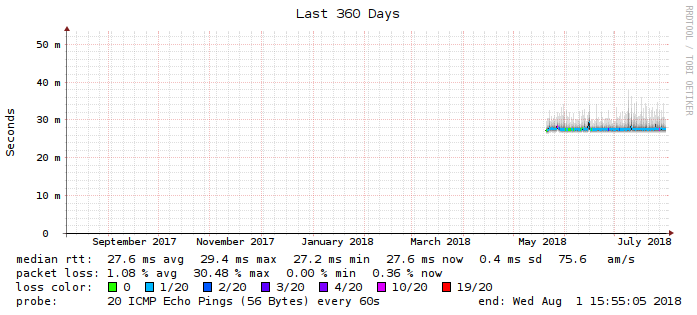 Last 360 Days
RRDTOOL / TOBI OETIKER
Seconds
50 m
40 m
30 m
20 m
10 m
0
September 2017 November 2017 January 2018 March 2018 May 2018 July 2018
median rtt: 27.6 ms avg 29.4 ms max 27.2 ms min 27.6 ms now 0.4 ms sd 75.6 am/s
packet loss: 1.08 % avg 30.48 % max 0.00 % min 0.36 % now
loss color: 0 1/20 2/20 3/20 4/20 10/20 19/20
probe: 20 ICMP Echo Pings (56 Bytes) every 60s end: Wed Aug 1 15:55:05 2018